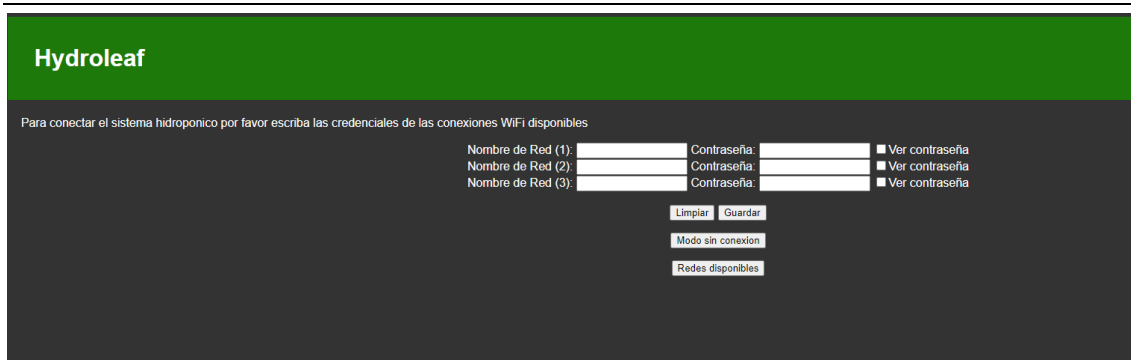 Hydroleaf
Para conectar el sistema hidroponico por favor escriba las credenciales de las conexiones WiFi disponibles
Nombre de Red (1): Contraseña: Ver contraseña
Nombre de Red (2): Contraseña: Ver contraseña
Nombre de Red (3): Contraseña: Ver contraseña
Limpiar Guardar
Modo sin conexion
Redes disponibles